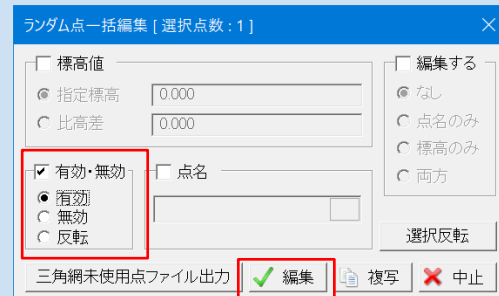 ランダム点一括編集 [ 選択点数 : 1 ]
標高値
指定標高 0.000
比高差 0.000
編集する
なし
点名のみ
標高のみ
両方
有効・無効
有効
無効
反転
点名
選択反転
三角網未使用点ファイル出力 編集 複写 中止